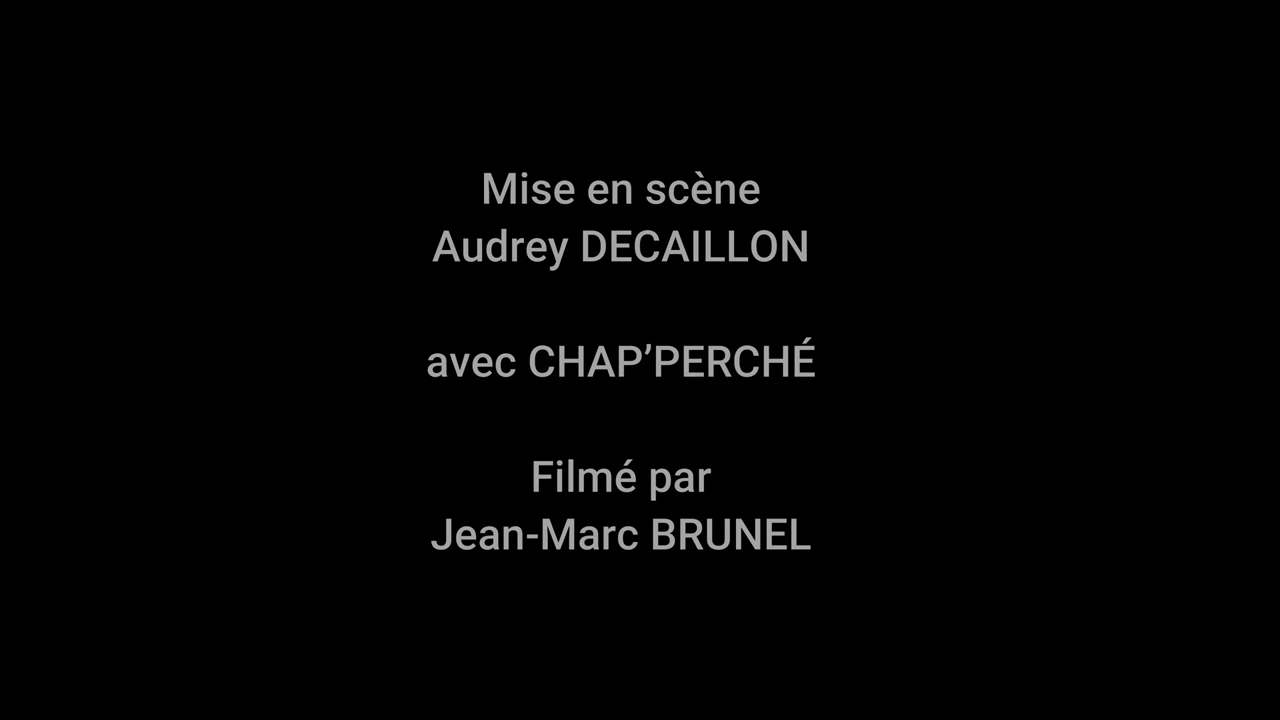 Mise en scène
Audrey DECAILLON
avec CHAP’PERCHÉ
Filmé par
Jean-Marc BRUNEL